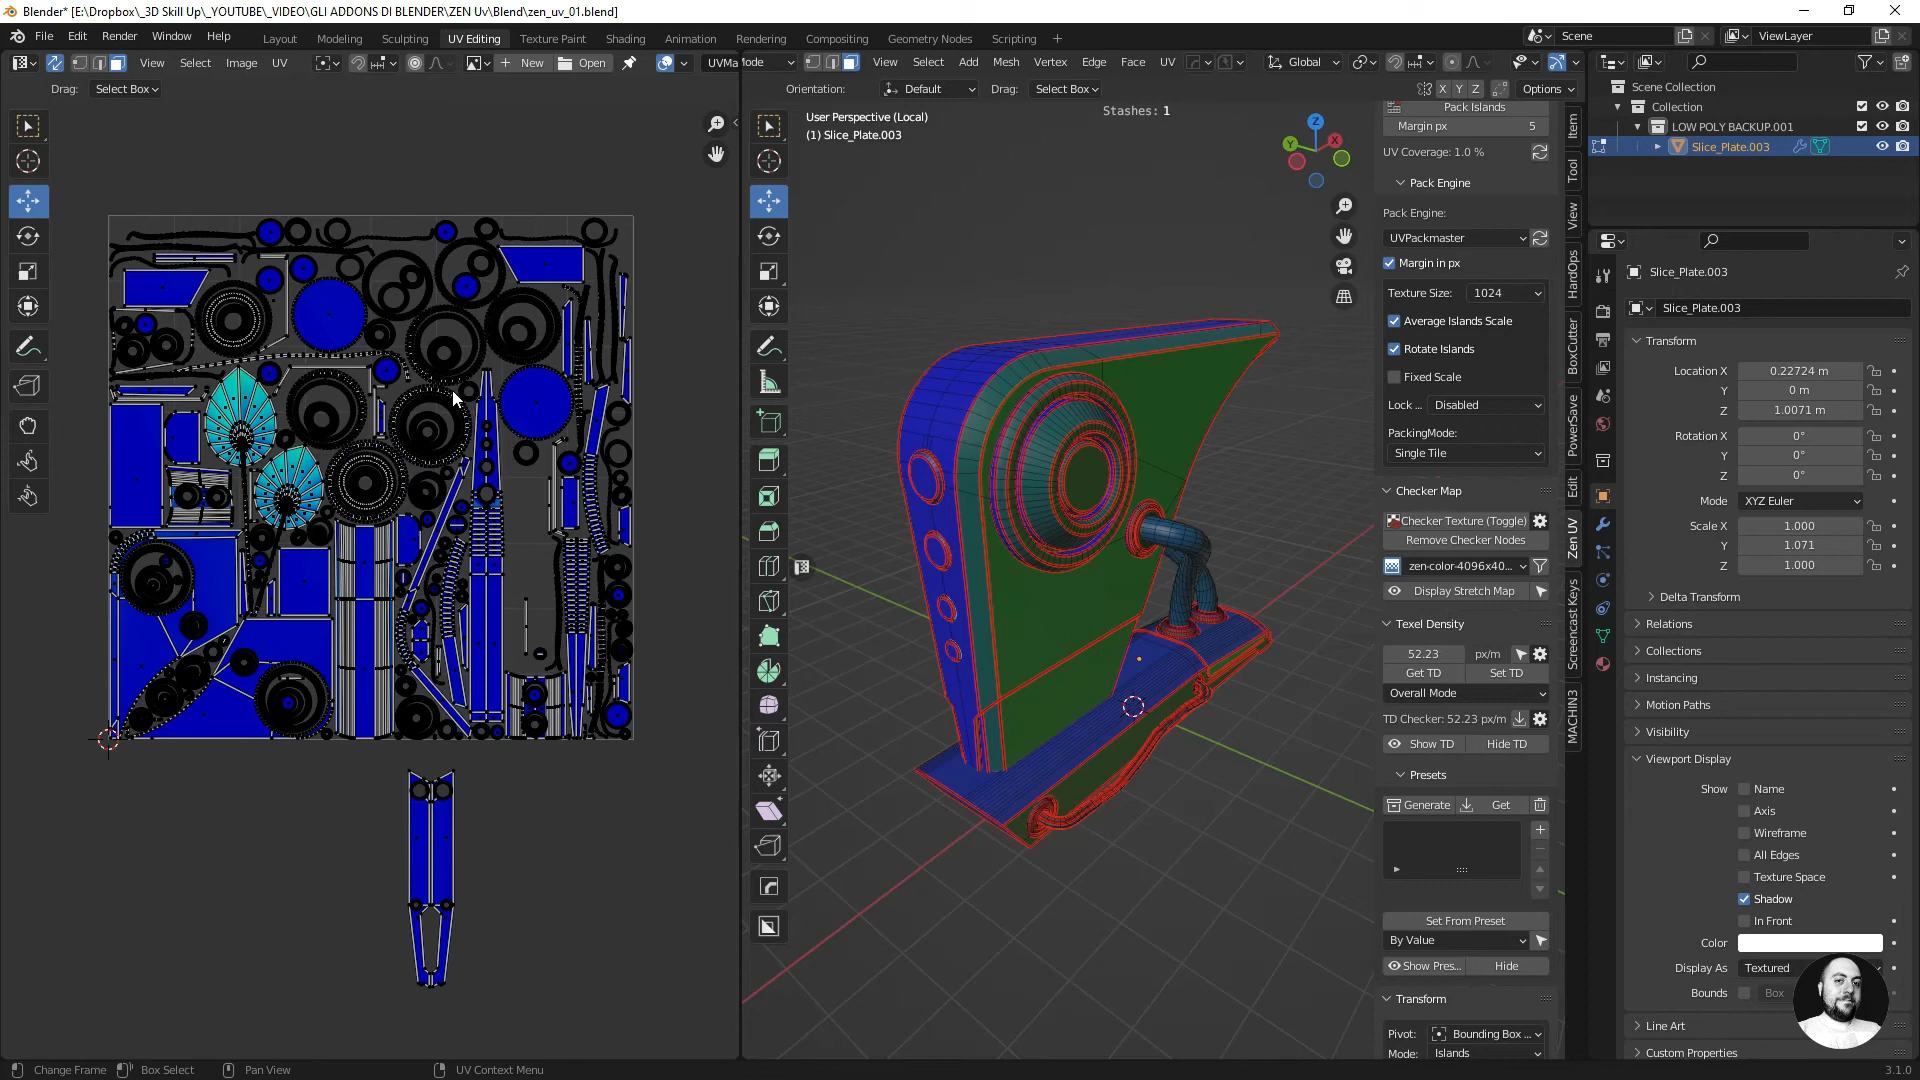 Blender* [E:\Dropbox\_3D Skill Up\_YOUTUBE\_VIDEO\GLI ADDONS DI BLENDER\ZEN Uv\Blend\zen_uv_01.blend]
File Edit Render Window Help Layout Modeling Sculpting UV Editing Texture Paint Shading Animation Rendering Compositing Geometry Nodes Scripting + Scene ViewLayer
View Select Image UV + New Open UVMa Mode View Select Add Mesh Vertex Edge Face UV Global
Drag: Select Box Orientation: Default Drag: Select Box X Y Z Options
Stashes: 1
User Perspective (Local)
(1) Slice_Plate.003
Pack Islands
Margin px 5
UV Coverage: 1.0 %
Pack Engine
Pack Engine:
UVPackmaster
Margin in px
Texture Size: 1024
Average Islands Scale
Rotate Islands
Fixed Scale
Lock ... Disabled
PackingMode:
Single Tile
Checker Map
Checker Texture (Toggle)
Remove Checker Nodes
zen-color-4096x40...
Display Stretch Map
Texel Density
52.23 px/m
Get TD Set TD
Overall Mode
TD Checker: 52.23 px/m
Show TD Hide TD
Presets
Generate Get
Set From Preset
By Value
Show Pres... Hide
Transform
Pivot: Bounding Box ...
Mode: Islands
Item
Tool
View
HardOps
BoxCutter
PowerSave
Edit
Zen UV
Screencast Keys
MACHIN3
Scene Collection
Collection
LOW POLY BACKUP.001
Slice_Plate.003
Slice_Plate.003
Slice_Plate.003
Transform
Location X 0.22724 m
Y 0 m
Z 1.0071 m
Rotation X 0°
Y 0°
Z 0°
Mode XYZ Euler
Scale X 1.000
Y 1.071
Z 1.000
Delta Transform
Relations
Collections
Instancing
Motion Paths
Visibility
Viewport Display
Show Name
Axis
Wireframe
All Edges
Texture Space
Shadow
In Front
Color
Display As Textured
Bounds Box
Line Art
Custom Properties
Change Frame Box Select Pan View UV Context Menu 3.1.0